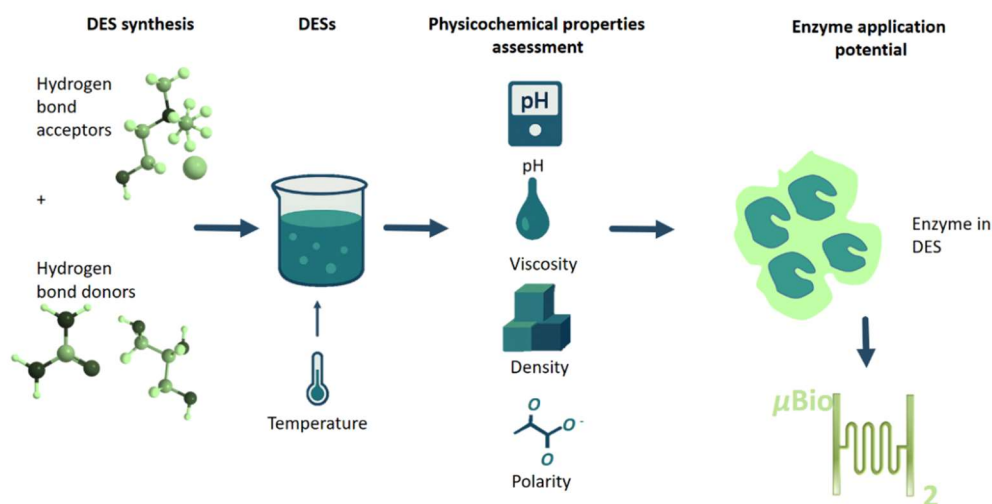 DES synthesis
DESs
Physicochemical properties
assessment
Enzyme application
potential
Hydrogen
bond
acceptors
+
Hydrogen
bond donors
Temperature
pH
pH
Viscosity
Density
O
O -
O
Polarity
Enzyme in
DES
μBio
2